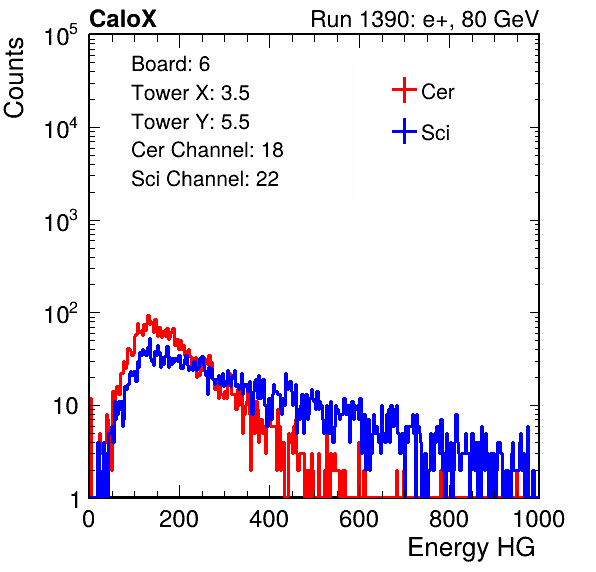 CaloX Run 1390: e+, 80 GeV
Counts
Board: 6
Tower X: 3.5
Tower Y: 5.5
Cer Channel: 18
Sci Channel: 22
Cer
Sci
10^5
10^4
10^3
10^2
10
1
0 200 400 600 800 1000
Energy HG